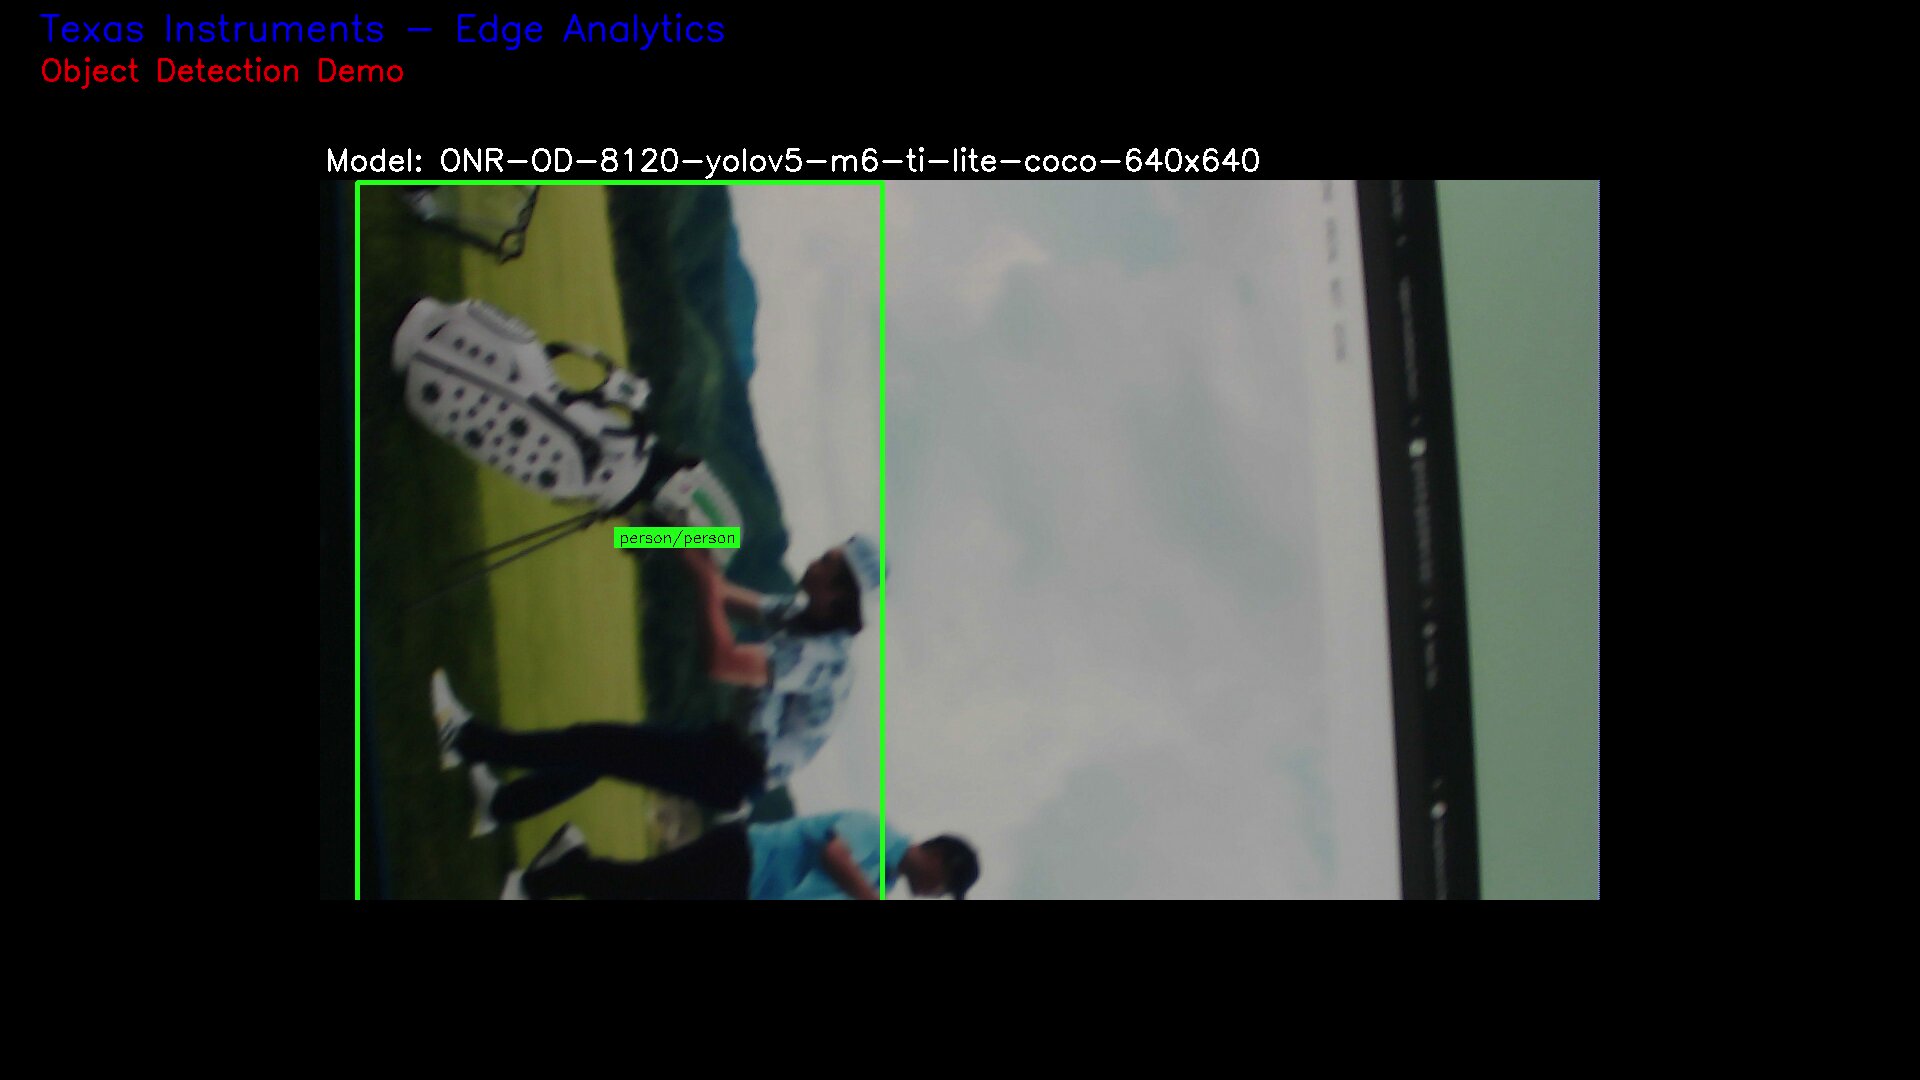 Texas Instruments - Edge Analytics
Object Detection Demo
Model: ONR-OD-8120-yolov5-m6-ti-lite-coco-640x640
person/person